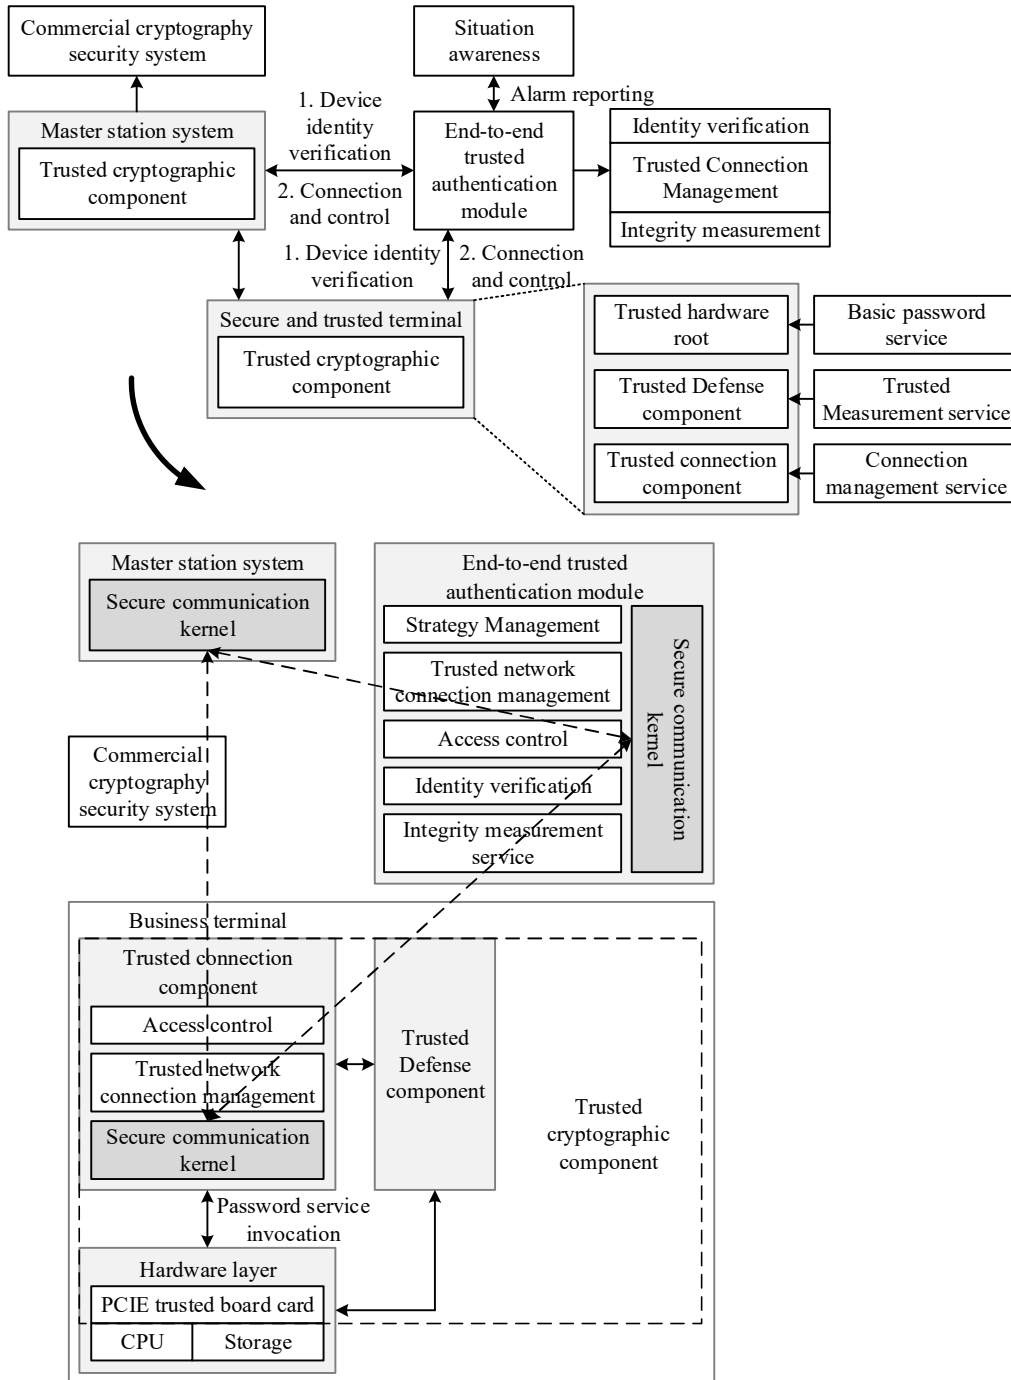 Commercial cryptography
security system
Situation
awareness
Alarm reporting
Master station system
Trusted cryptographic
component
1. Device
identity
verification
2. Connection
and control
End-to-end
trusted
authentication
module
Identity verification
Trusted Connection
Management
Integrity measurement
1. Device identity
verification
2. Connection
and control
Secure and trusted terminal
Trusted cryptographic
component
Trusted hardware
root
Basic password
service
Trusted Defense
component
Trusted
Measurement service
Trusted connection
component
Connection
management service
Master station system
Secure communication
kernel
End-to-end trusted
authentication module
Strategy Management
Trusted network
connection management
Access control
Identity verification
Integrity measurement
service
Secure communication
kernel
Commercial
cryptography
security system
Business terminal
Trusted connection
component
Access control
Trusted network
connection management
Secure communication
kernel
Trusted
Defense
component
Trusted
cryptographic
component
Password service
invocation
Hardware layer
PCIE trusted board card
CPU
Storage